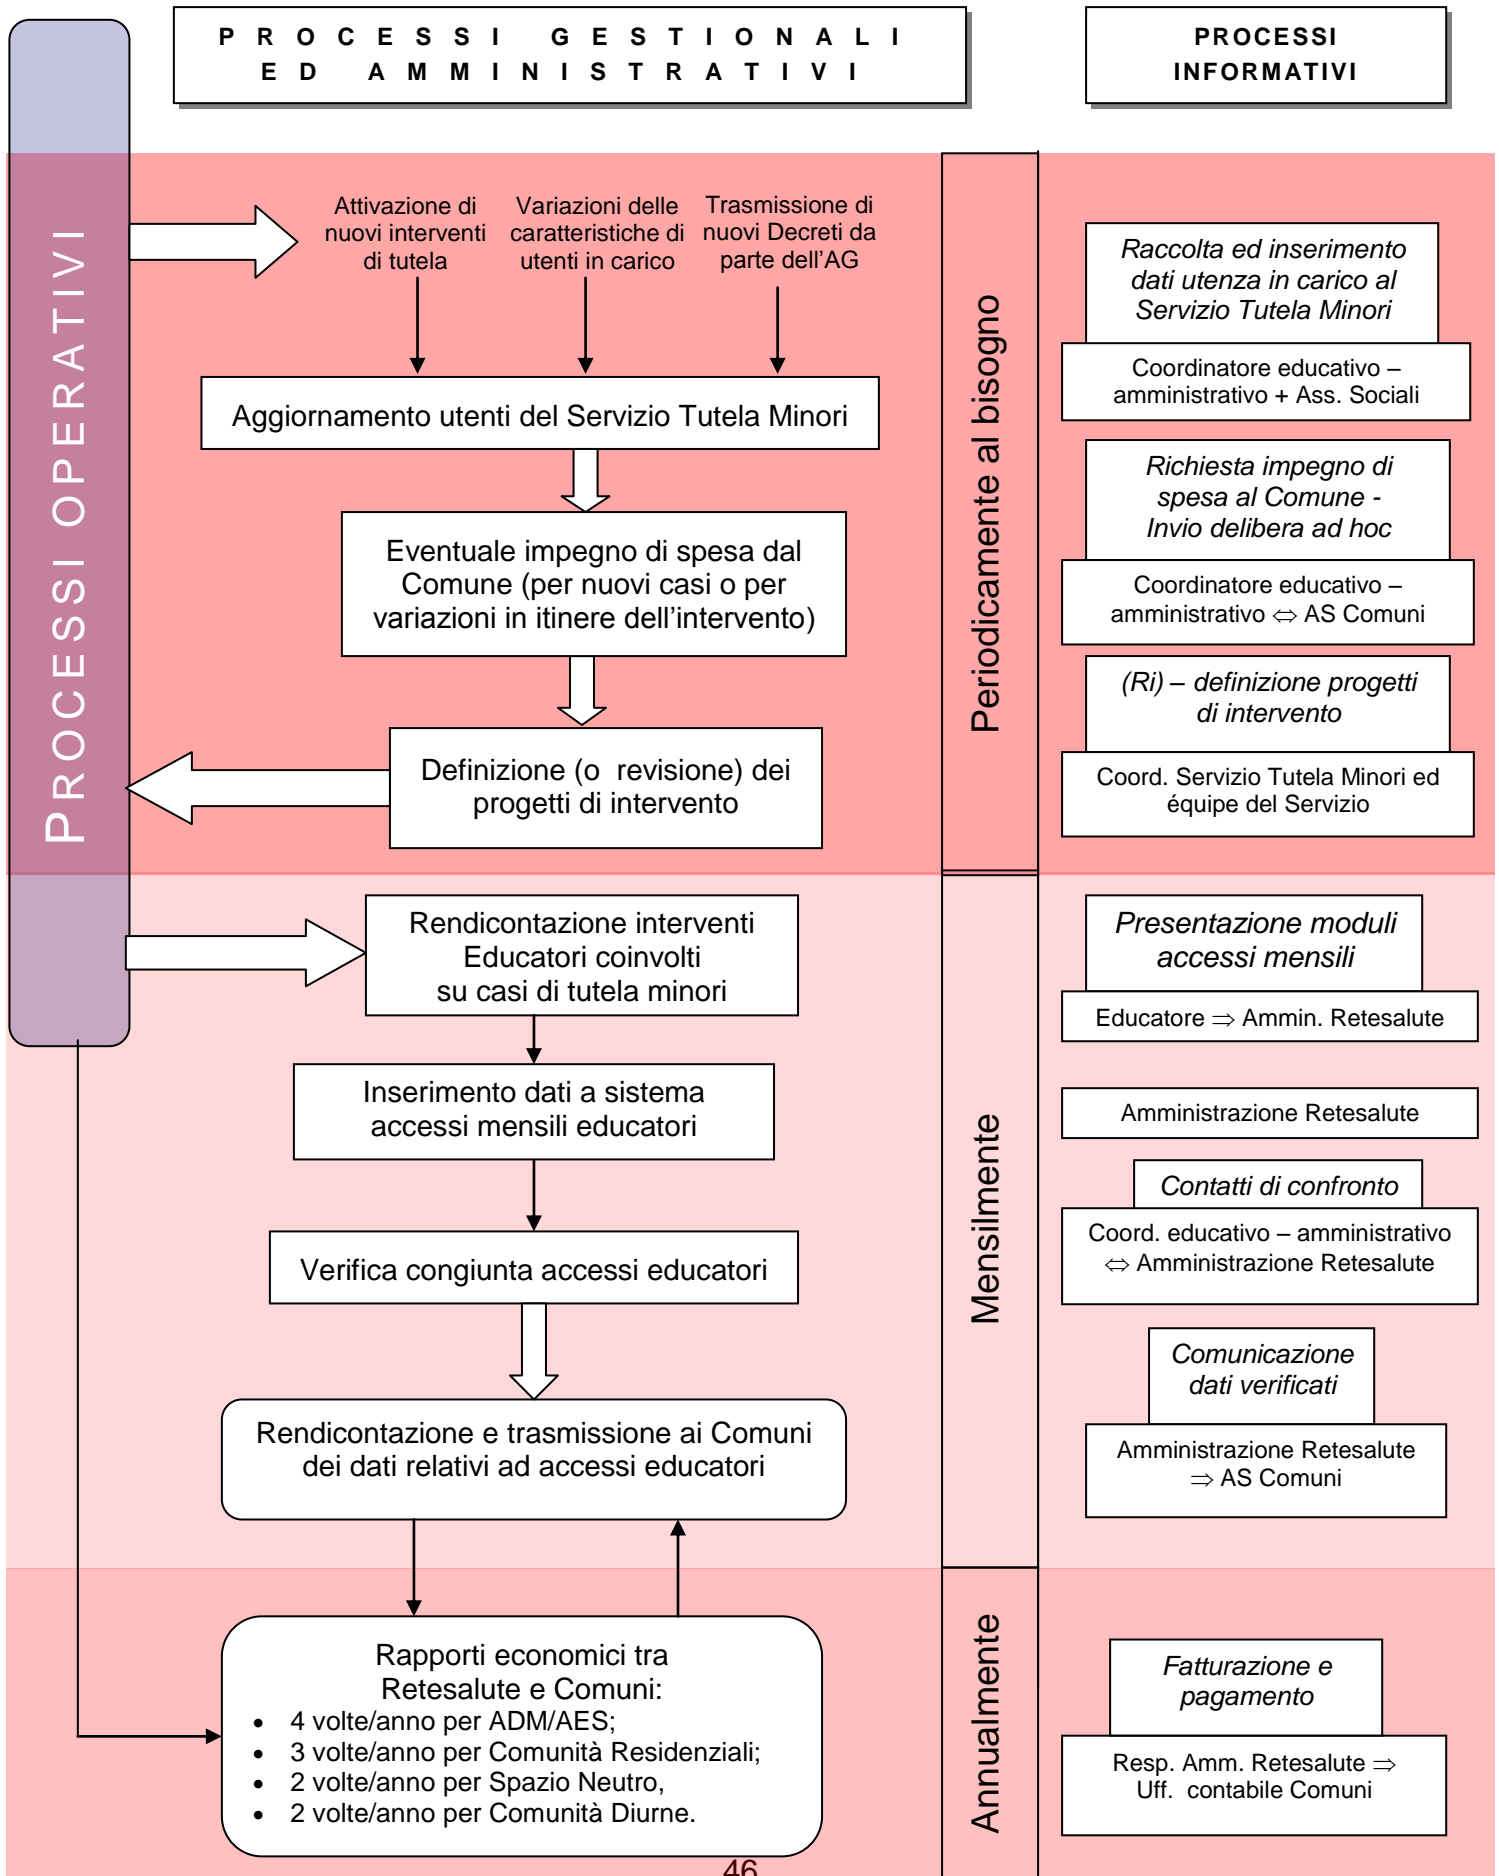 PROCESSI GESTIONALI
ED AMMINISTRATIVI
PROCESSI
INFORMATIVI
PROCESSI OPERATIVI
Attivazione di
nuovi interventi
di tutela
Variazioni delle
caratteristiche di
utenti in carico
Trasmissione di
nuovi Decreti da
parte dell'AG
Aggiornamento utenti del Servizio Tutela Minori
Eventuale impegno di spesa dal
Comune (per nuovi casi o per
variazioni in itinere dell'intervento)
Definizione (o revisione) dei
progetti di intervento
Periodicamente al bisogno
Raccolta ed inserimento
dati utenza in carico al
Servizio Tutela Minori
Coordinatore educativo –
amministrativo + Ass. Sociali
Richiesta impegno di
spesa al Comune -
Invio delibera ad hoc
Coordinatore educativo –
amministrativo ⇔ AS Comuni
(Ri) – definizione progetti
di intervento
Coord. Servizio Tutela Minori ed
équipe del Servizio
Rendicontazione interventi
Educatori coinvolti
su casi di tutela minori
Inserimento dati a sistema
accessi mensili educatori
Verifica congiunta accessi educatori
Rendicontazione e trasmissione ai Comuni
dei dati relativi ad accessi educatori
Mensilmente
Presentazione moduli
accessi mensili
Educatore ⇒ Ammin. Retesalute
Amministrazione Retesalute
Contatti di confronto
Coord. educativo – amministrativo
⇔ Amministrazione Retesalute
Comunicazione
dati verificati
Amministrazione Retesalute
⇒ AS Comuni
Rapporti economici tra
Retesalute e Comuni:
• 4 volte/anno per ADM/AES;
• 3 volte/anno per Comunità Residenziali;
• 2 volte/anno per Spazio Neutro,
• 2 volte/anno per Comunità Diurne.
Annualmente
Fatturazione e
pagamento
Resp. Amm. Retesalute ⇒
Uff. contabile Comuni
46